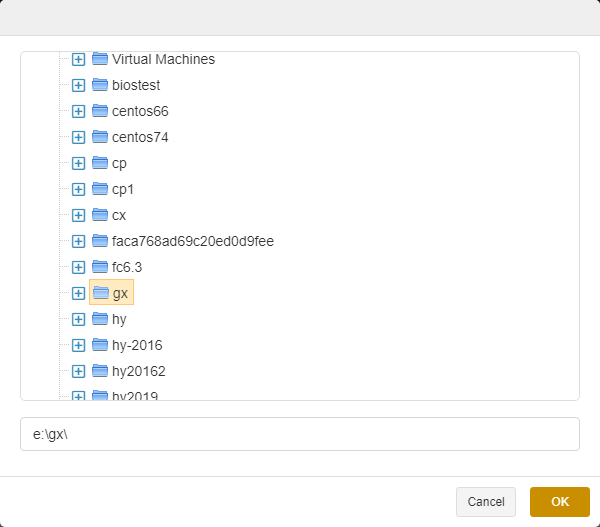 Virtual Machines
biostest
centos66
centos74
cp
cp1
cx
faca768ad69c20ed0d9fee
fc6.3
gx
hy
hy-2016
hy20162
hy2019
e:\gx\
Cancel
OK